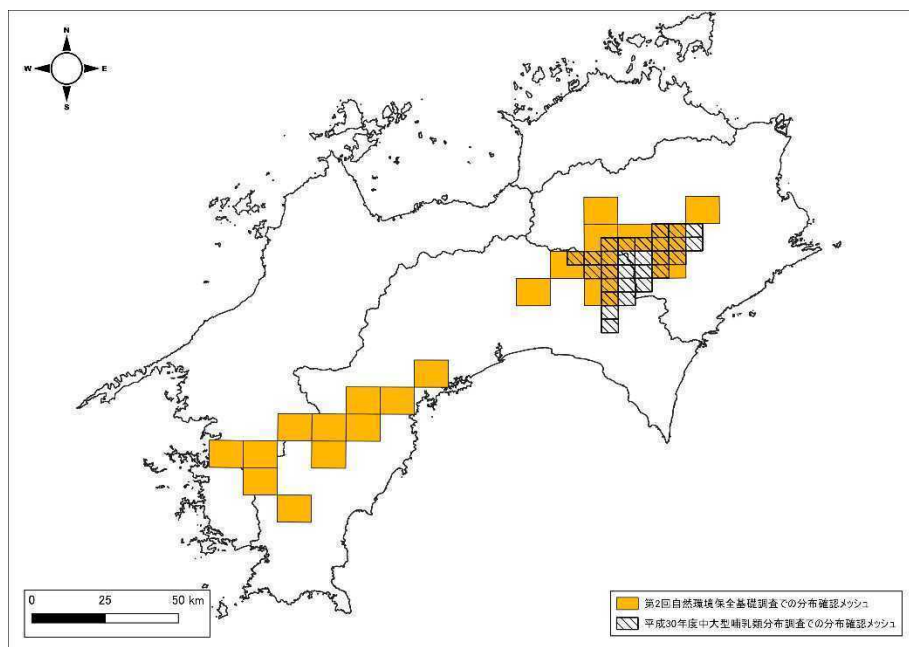 N
W E
S
0 25 50 km
第2回自然環境保全基礎調査での分布確認メッシュ
平成30年度中大型哺乳類分布調査での分布確認メッシュ